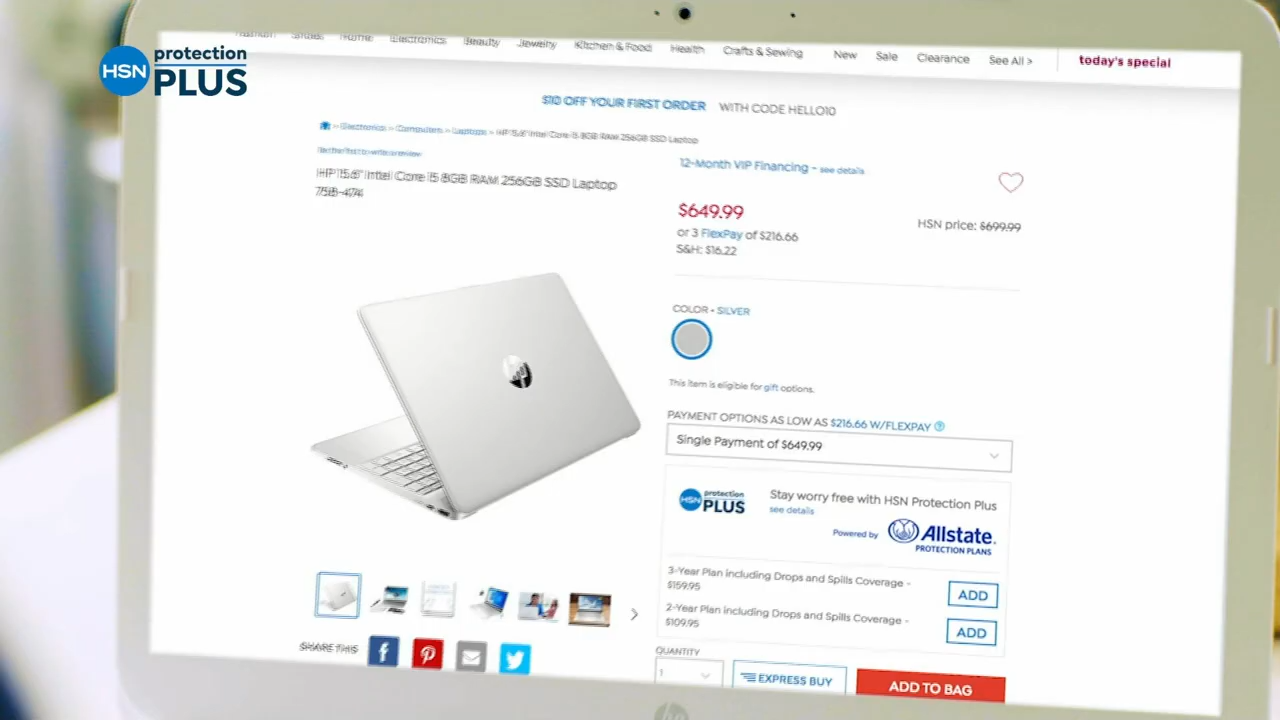 HSN protection PLUS
Fashion Shoes Home Electronics Beauty Jewelry Kitchen & Food Health Crafts & Sewing New Sale Clearance See All > today's special
$10 OFF YOUR FIRST ORDER WITH CODE HELLO10
> Electronics > Computers > Laptops > HP 15.6" Intel Core i5 8GB RAM 256GB SSD Laptop
Be the first to write a review
HP 15.6" Intel Core i5 8GB RAM 256GB SSD Laptop
758-474
12-Month VIP Financing - see details
$649.99
HSN price: $699.99
or 3 FlexPay of $216.66
S&H: $16.22
COLOR - SILVER
This item is eligible for gift options.
PAYMENT OPTIONS AS LOW AS $216.66 W/FLEXPAY ?
Single Payment of $649.99
HSN protection PLUS
Stay worry free with HSN Protection Plus
see details
Powered by Allstate.
PROTECTION PLANS
3-Year Plan including Drops and Spills Coverage -
$159.95
ADD
2-Year Plan including Drops and Spills Coverage -
$109.95
ADD
SHARE THIS
QUANTITY
1
EXPRESS BUY
ADD TO BAG
hp